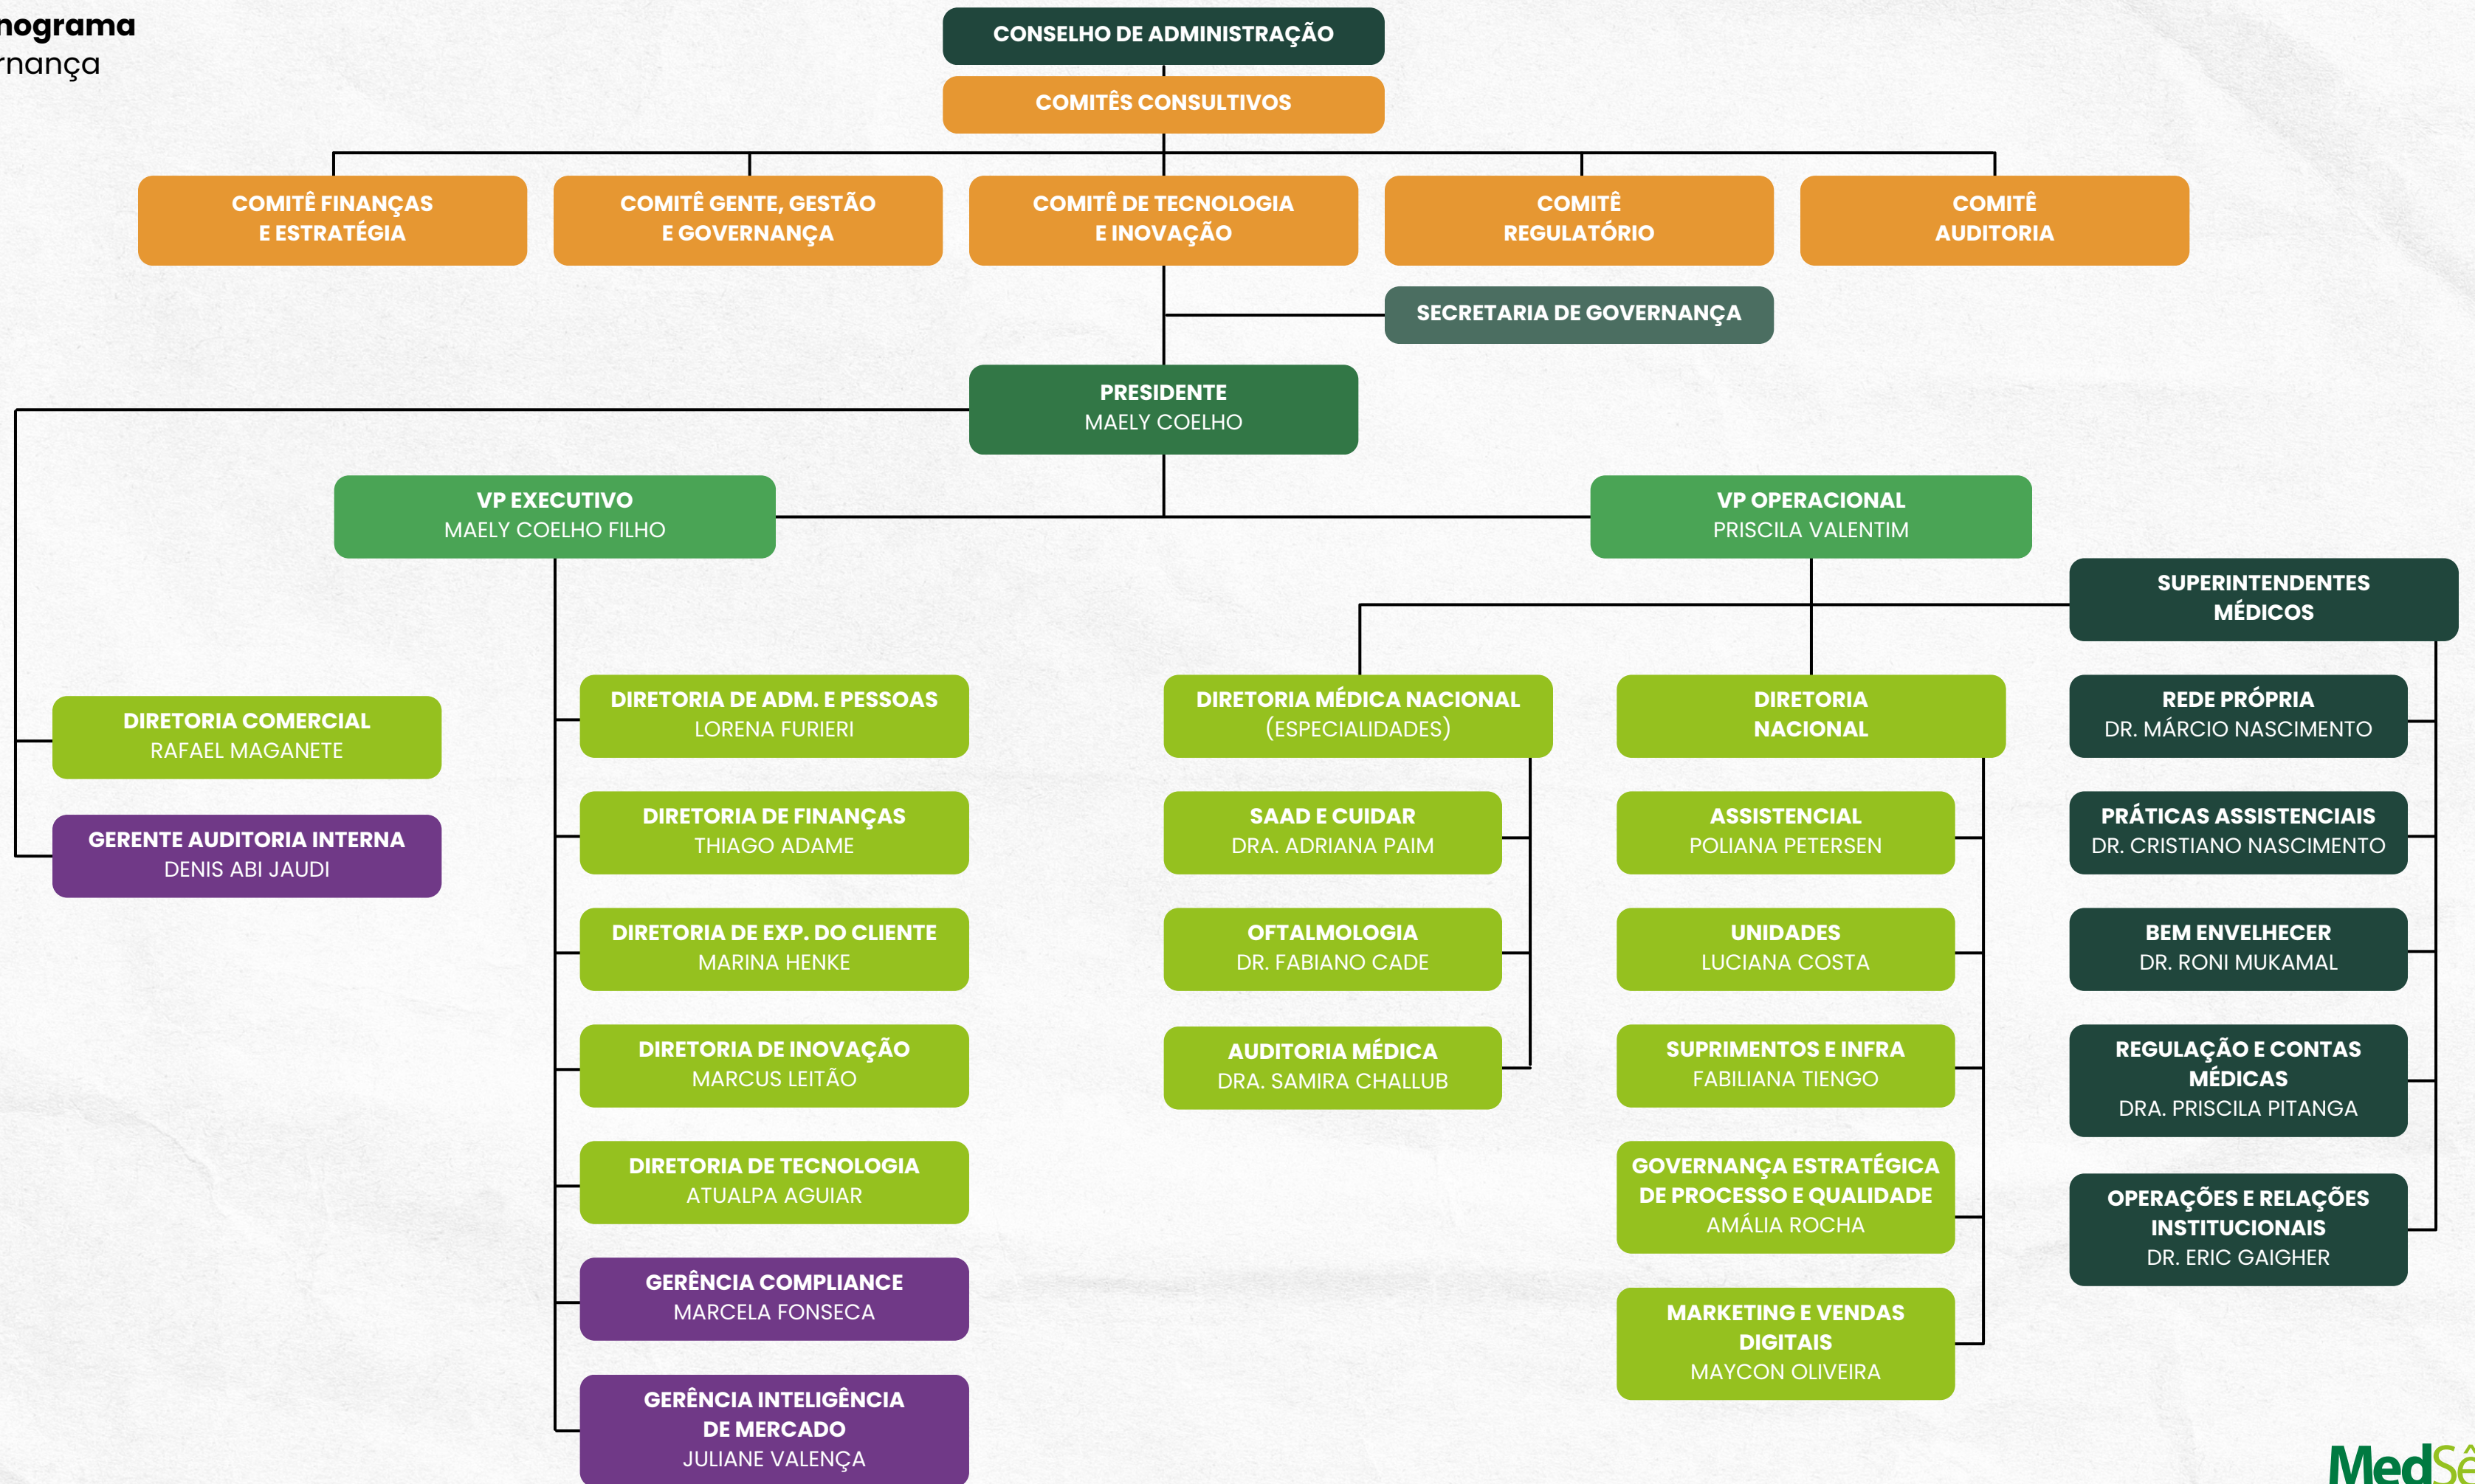 nograma
rnança
CONSELHO DE ADMINISTRAÇÃO
COMITÊS CONSULTIVOS
COMITÊ FINANÇAS
E ESTRATÉGIA
COMITÊ GENTE, GESTÃO
E GOVERNANÇA
COMITÊ DE TECNOLOGIA
E INOVAÇÃO
COMITÊ
REGULATÓRIO
COMITÊ
AUDITORIA
SECRETARIA DE GOVERNANÇA
PRESIDENTE
MAELY COELHO
VP EXECUTIVO
MAELY COELHO FILHO
VP OPERACIONAL
PRISCILA VALENTIM
DIRETORIA COMERCIAL
RAFAEL MAGANETE
GERENTE AUDITORIA INTERNA
DENIS ABI JAUDI
DIRETORIA DE ADM. E PESSOAS
LORENA FURIERI
DIRETORIA DE FINANÇAS
THIAGO ADAME
DIRETORIA DE EXP. DO CLIENTE
MARINA HENKE
DIRETORIA DE INOVAÇÃO
MARCUS LEITÃO
DIRETORIA DE TECNOLOGIA
ATUALPA AGUIAR
GERÊNCIA COMPLIANCE
MARCELA FONSECA
GERÊNCIA INTELIGÊNCIA
DE MERCADO
JULIANE VALENÇA
DIRETORIA MÉDICA NACIONAL
(ESPECIALIDADES)
SAAD E CUIDAR
DRA. ADRIANA PAIM
OFTALMOLOGIA
DR. FABIANO CADE
AUDITORIA MÉDICA
DRA. SAMIRA CHALLUB
DIRETORIA
NACIONAL
ASSISTENCIAL
POLIANA PETERSEN
UNIDADES
LUCIANA COSTA
SUPRIMENTOS E INFRA
FABILIANA TIENGO
GOVERNANÇA ESTRATÉGICA
DE PROCESSO E QUALIDADE
AMÁLIA ROCHA
MARKETING E VENDAS
DIGITAIS
MAYCON OLIVEIRA
SUPERINTENDENTES
MÉDICOS
REDE PRÓPRIA
DR. MÁRCIO NASCIMENTO
PRÁTICAS ASSISTENCIAIS
DR. CRISTIANO NASCIMENTO
BEM ENVELHECER
DR. RONI MUKAMAL
REGULAÇÃO E CONTAS
MÉDICAS
DRA. PRISCILA PITANGA
OPERAÇÕES E RELAÇÕES
INSTITUCIONAIS
DR. ERIC GAIGHER
MedSê